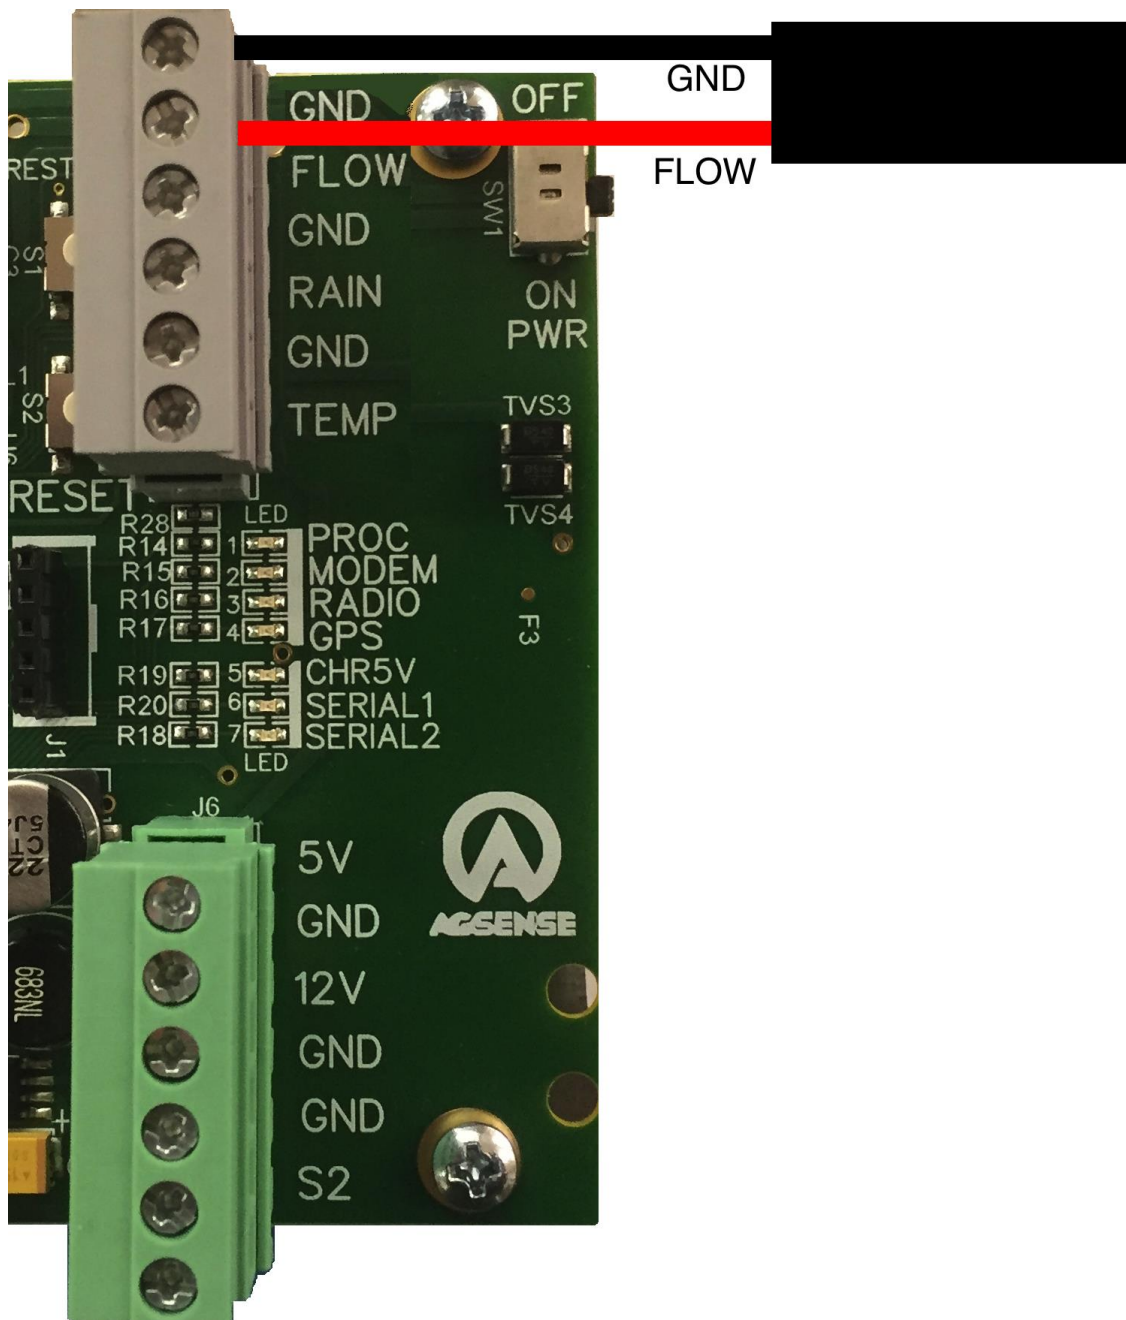 GND
OFF
GND
FLOW
FLOW
REST
SW1
GND
S1
RAIN
ON
PWR
GND
S2
TEMP
TVS3
RESET
TVS4
LED
R28
R14 1 PROC
R15 2 MODEM
R16 3 RADIO
R17 4 GPS
F3
R19 5 CHR5V
R20 6 SERIAL1
R18 7 SERIAL2
LED
J1
J6
5V
GND
AGSENSE
683NL
12V
GND
GND
+
S2